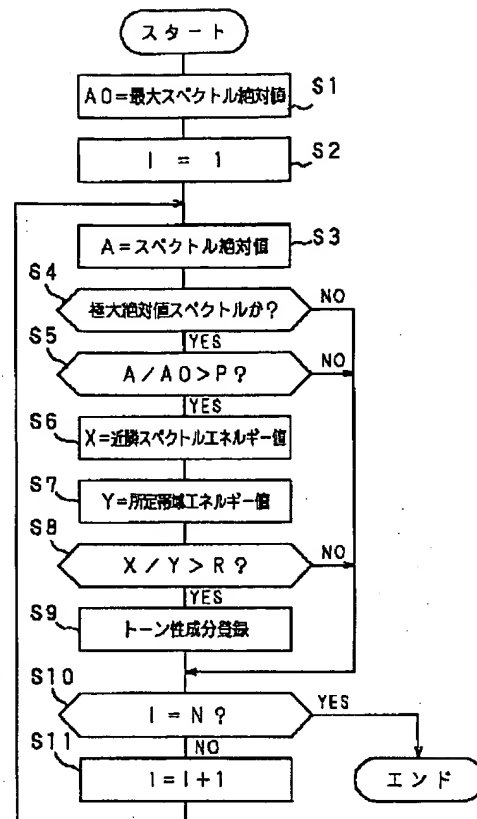 スタート
A0=最大スペクトル絶対値
S1
I = 1
S2
A=スペクトル絶対値
S3
S4
極大絶対値スペクトルか?
NO
YES
S5
A/A0>P?
NO
YES
S6
X=近隣スペクトルエネルギー値
S7
Y=所定帯域エネルギー値
S8
X/Y>R?
NO
YES
S9
トーン性成分登録
S10
I=N?
YES
NO
S11
I=I+1
エンド